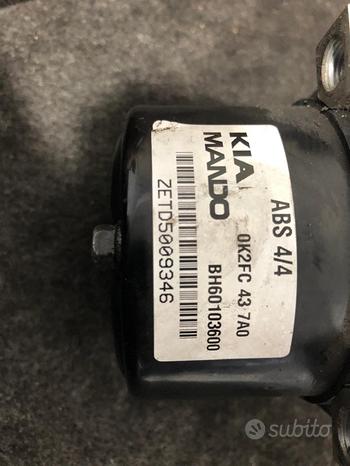 ABS 4/4
KIA 0K2FC 43 7A0
MANDO BH60103600
ZETD5009346
subito